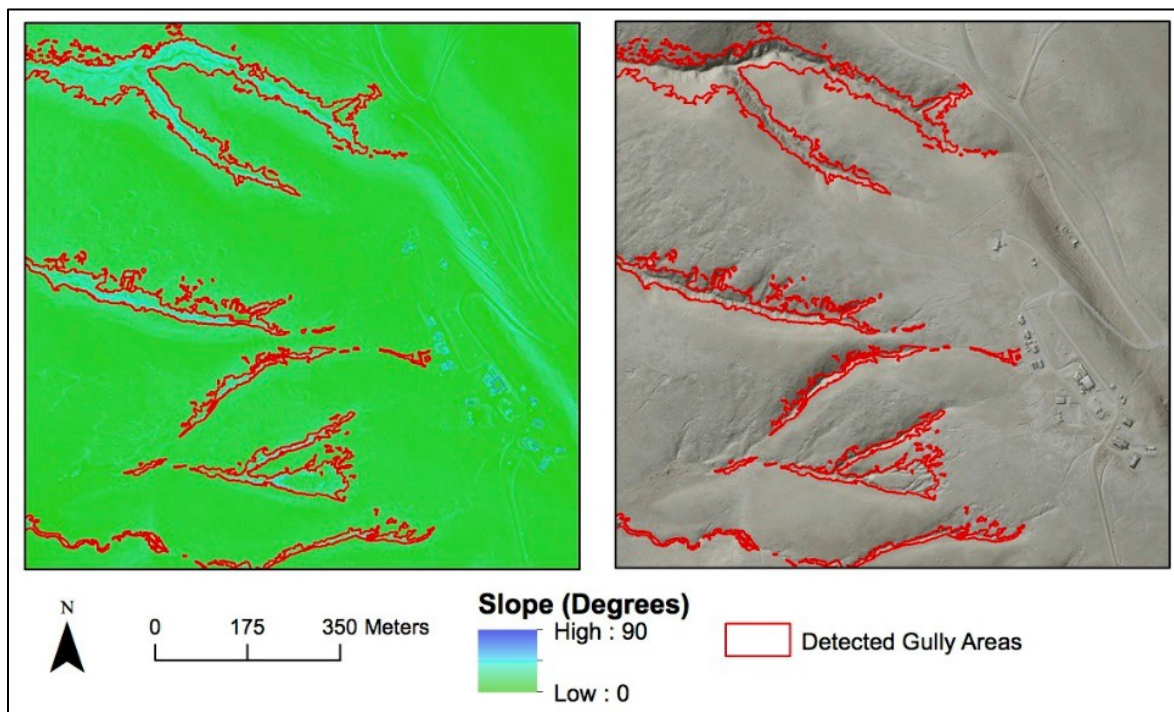 N
0 175 350 Meters
Slope (Degrees)
High : 90
Low : 0
Detected Gully Areas